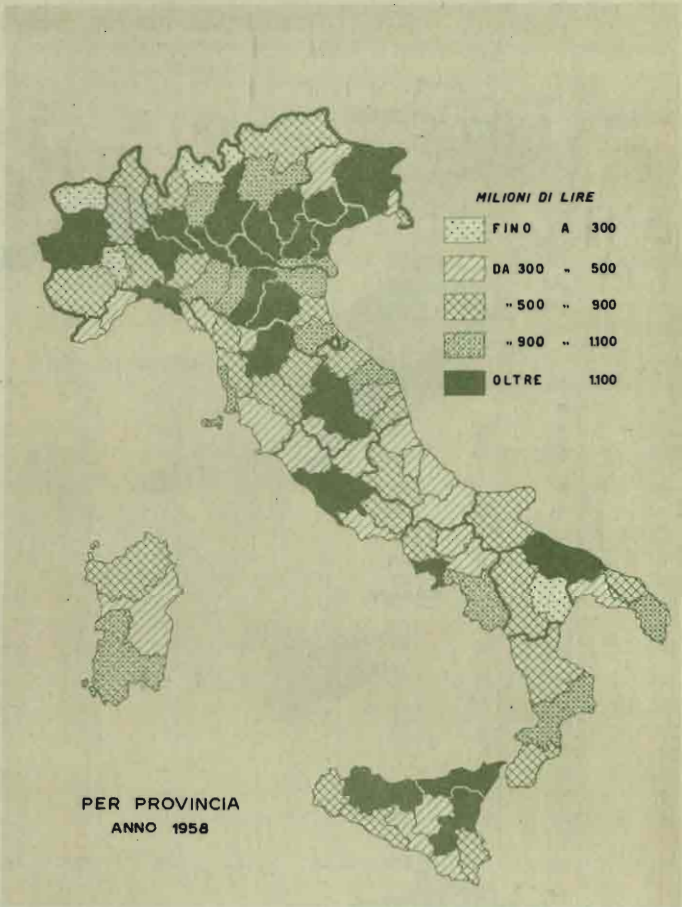 MILIONI DI LIRE
FINO A 300
DA 300 " 500
" 500 " 900
" 900 " 1.100
OLTRE 1.100
PER PROVINCIA
ANNO 1958